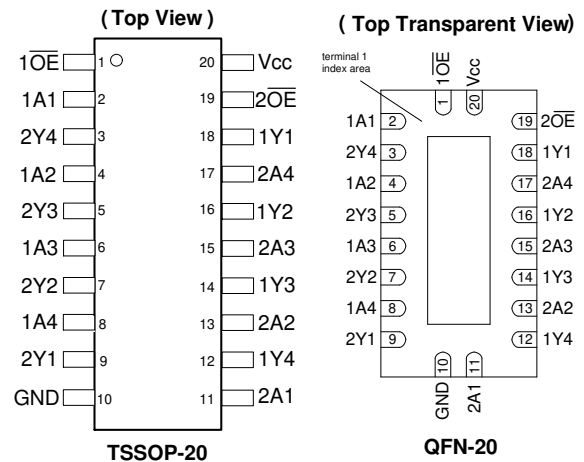 ( Top View )
1O̅E̅ 1 20 Vcc
1A1 2 19 2O̅E̅
2Y4 3 18 1Y1
1A2 4 17 2A4
2Y3 5 16 1Y2
1A3 6 15 2A3
2Y2 7 14 1Y3
1A4 8 13 2A2
2Y1 9 12 1Y4
GND 10 11 2A1
TSSOP-20
( Top Transparent View)
terminal 1
index area
1O̅E̅ Vcc
1 20
1A1 2 19 2O̅E̅
2Y4 3 18 1Y1
1A2 4 17 2A4
2Y3 5 16 1Y2
1A3 6 15 2A3
2Y2 7 14 1Y3
1A4 8 13 2A2
2Y1 9 12 1Y4
10 11
GND 2A1
QFN-20